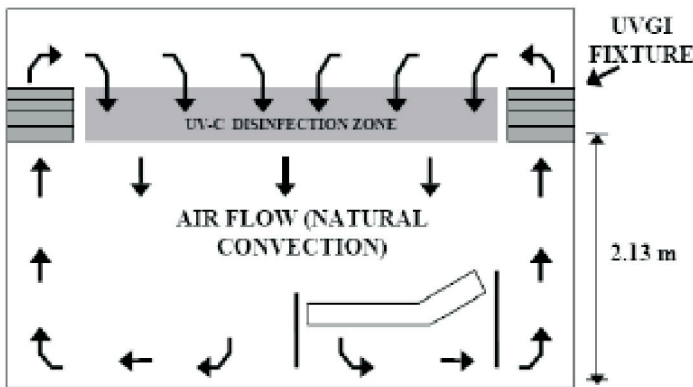 UVGI
FIXTURE
UV-C DISINFECTION ZONE
AIR FLOW (NATURAL
CONVECTION)
2.13 m